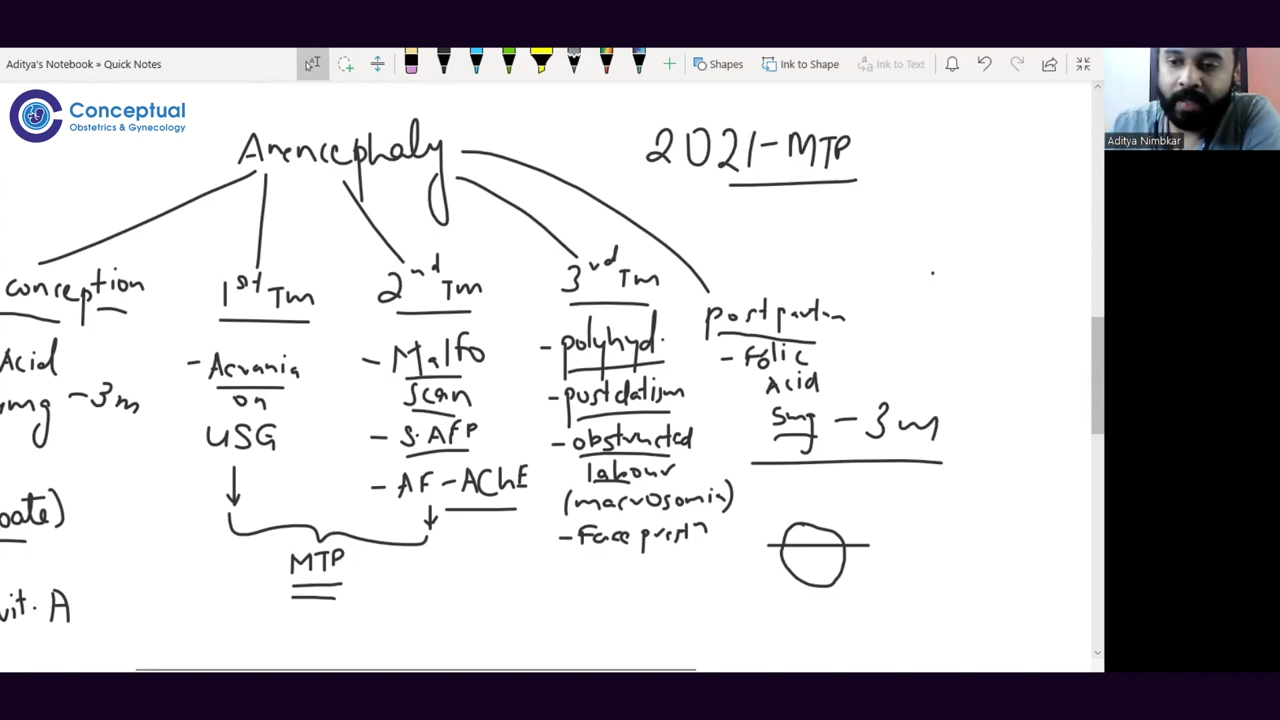 Aditya's Notebook » Quick Notes
Shapes
Ink to Shape
Ink to Text
Conceptual
Obstetrics & Gynecology
Aditya Nimbkar
Anencephaly
2021-MTP
conception
Acid
mg -3m
oate)
vit. A
1st Tm
- Acrania
on
USG
2nd Tm
- Malfo
scan
- S. AFP
- AF - AChE
MTP
3rd Tm
- polyhyd.
- postdatism
- obstructed
labour
(macrosomia)
- Face prestn
postpartum
- Folic
Acid
5mg - 3m